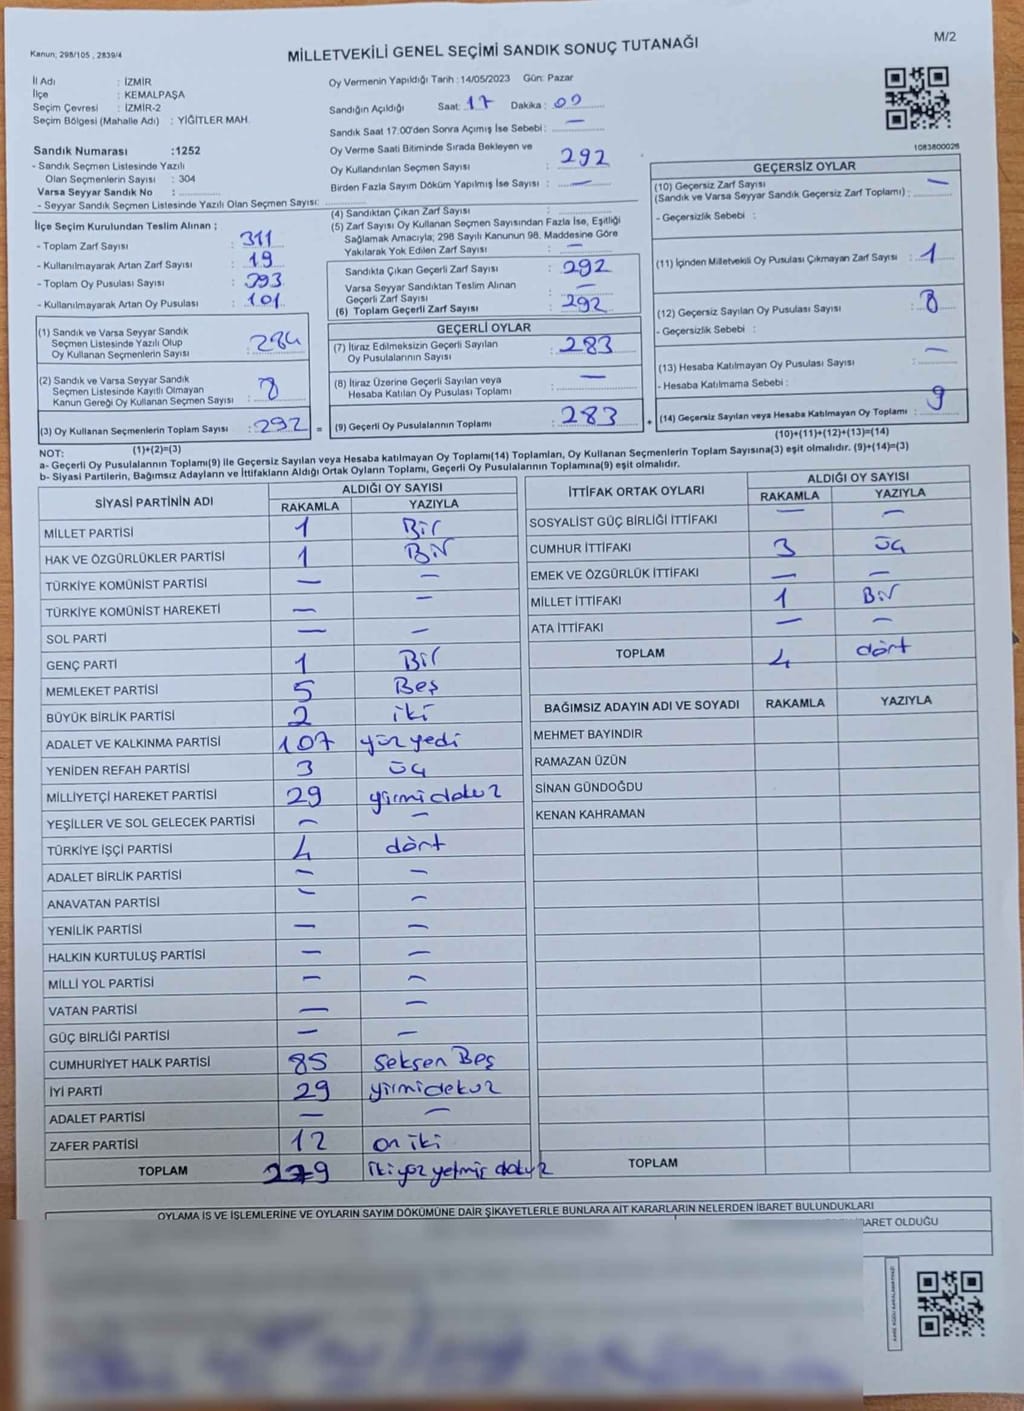 Kanun; 298/105 , 2839/4
MİLLETVEKİLİ GENEL SEÇİMİ SANDIK SONUÇ TUTANAĞI
M/2
İl Adı : İZMİR
İlçe : KEMALPAŞA
Seçim Çevresi : İZMİR-2
Seçim Bölgesi (Mahalle Adı) : YİĞİTLER MAH.
Oy Vermenin Yapıldığı Tarih : 14/05/2023 Gün: Pazar
Sandığın Açıldığı Saat: 17 Dakika : 00
Sandık Saat 17.00'den Sonra Açımış İse Sebebi : —
Oy Verme Saati Bitiminde Sırada Bekleyen ve
Oy Kullandırılan Seçmen Sayısı : 292
Birden Fazla Sayım Döküm Yapılmış İse Sayısı : —
1083800026
Sandık Numarası :1252
- Sandık Seçmen Listesinde Yazılı
Olan Seçmenlerin Sayısı : 304
Varsa Seyyar Sandık No :
- Seyyar Sandık Seçmen Listesinde Yazılı Olan Seçmen Sayısı:
İlçe Seçim Kurulundan Teslim Alınan ;
- Toplam Zarf Sayısı : 311
- Kullanılmayarak Artan Zarf Sayısı : 19
- Toplam Oy Pusulası Sayısı : 393
- Kullanılmayarak Artan Oy Pusulası : 101
(1) Sandık ve Varsa Seyyar Sandık
Seçmen Listesinde Yazılı Olup
Oy Kullanan Seçmenlerin Sayısı : 284
(2) Sandık ve Varsa Seyyar Sandık
Seçmen Listesinde Kayıtlı Olmayan
Kanun Gereği Oy Kullanan Seçmen Sayısı : 8
(3) Oy Kullanan Seçmenlerin Toplam Sayısı : 292 =
(1)+(2)=(3)
(4) Sandıktan Çıkan Zarf Sayısı :
(5) Zarf Sayısı Oy Kullanan Seçmen Sayısından Fazla İse, Eşitliği
Sağlamak Amacıyla; 298 Sayılı Kanunun 98. Maddesine Göre
Yakılarak Yok Edilen Zarf Sayısı : —
Sandıkta Çıkan Geçerli Zarf Sayısı : 292
Varsa Seyyar Sandıktan Teslim Alınan
Geçerli Zarf Sayısı : —
(6) Toplam Geçerli Zarf Sayısı : 292
GEÇERLİ OYLAR
(7) İtiraz Edilmeksizin Geçerli Sayılan
Oy Pusulalarının Sayısı : 283
(8) İtiraz Üzerine Geçerli Sayılan veya
Hesaba Katılan Oy Pusulası Toplamı : —
(9) Geçerli Oy Pusulalarının Toplamı : 283 +
GEÇERSİZ OYLAR
(10) Geçersiz Zarf Sayısı
(Sandık ve Varsa Seyyar Sandık Geçersiz Zarf Toplamı) : —
- Geçersizlik Sebebi :
(11) İçinden Milletvekili Oy Pusulası Çıkmayan Zarf Sayısı : 1
(12) Geçersiz Sayılan Oy Pusulası Sayısı : 8
- Geçersizlik Sebebi :
(13) Hesaba Katılmayan Oy Pusulası Sayısı : —
- Hesaba Katılmama Sebebi :
(14) Geçersiz Sayılan veya Hesaba Katılmayan Oy Toplamı : 9
(10)+(11)+(12)+(13)=(14)
NOT:
a- Geçerli Oy Pusulalarının Toplamı(9) ile Geçersiz Sayılan veya Hesaba katılmayan Oy Toplamı(14) Toplamları, Oy Kullanan Seçmenlerin Toplam Sayısına(3) eşit olmalıdır. (9)+(14)=(3)
b- Siyasi Partilerin, Bağımsız Adayların ve İttifakların Aldığı Ortak Oyların Toplamı, Geçerli Oy Pusulalarının Toplamına(9) eşit olmalıdır.
SİYASİ PARTİNİN ADI
ALDIĞI OY SAYISI
RAKAMLA YAZIYLA
MİLLET PARTİSİ 1 Bir
HAK VE ÖZGÜRLÜKLER PARTİSİ 1 Bir
TÜRKİYE KOMÜNİST PARTİSİ — —
TÜRKİYE KOMÜNİST HAREKETİ — —
SOL PARTİ — —
GENÇ PARTİ 1 Bir
MEMLEKET PARTİSİ 5 Beş
BÜYÜK BİRLİK PARTİSİ 2 iki
ADALET VE KALKINMA PARTİSİ 107 yüz yedi
YENİDEN REFAH PARTİSİ 3 üç
MİLLİYETÇİ HAREKET PARTİSİ 29 yirmi dokuz
YEŞİLLER VE SOL GELECEK PARTİSİ — —
TÜRKİYE İŞÇİ PARTİSİ 4 dört
ADALET BİRLİK PARTİSİ — —
ANAVATAN PARTİSİ — —
YENİLİK PARTİSİ — —
HALKIN KURTULUŞ PARTİSİ — —
MİLLİ YOL PARTİSİ — —
VATAN PARTİSİ — —
GÜÇ BİRLİĞİ PARTİSİ — —
CUMHURİYET HALK PARTİSİ 85 Seksen Beş
İYİ PARTİ 29 yirmidokuz
ADALET PARTİSİ — —
ZAFER PARTİSİ 12 on iki
TOPLAM 279 ikiyüz yetmiş dokuz
İTTİFAK ORTAK OYLARI
ALDIĞI OY SAYISI
RAKAMLA YAZIYLA
SOSYALİST GÜÇ BİRLİĞİ İTTİFAKI — —
CUMHUR İTTİFAKI 3 üç
EMEK VE ÖZGÜRLÜK İTTİFAKI — —
MİLLET İTTİFAKI 1 Bir
ATA İTTİFAKI — —
TOPLAM 4 dört
BAĞIMSIZ ADAYIN ADI VE SOYADI RAKAMLA YAZIYLA
MEHMET BAYINDIR
RAMAZAN ÜZÜN
SİNAN GÜNDOĞDU
KENAN KAHRAMAN
TOPLAM
OYLAMA İŞ VE İŞLEMLERİNE VE OYLARIN SAYIM DÖKÜMÜNE DAİR ŞİKAYETLERLE BUNLARA AİT KARARLARIN NELERDEN İBARET BULUNDUKLARI
İBARET OLDUĞU